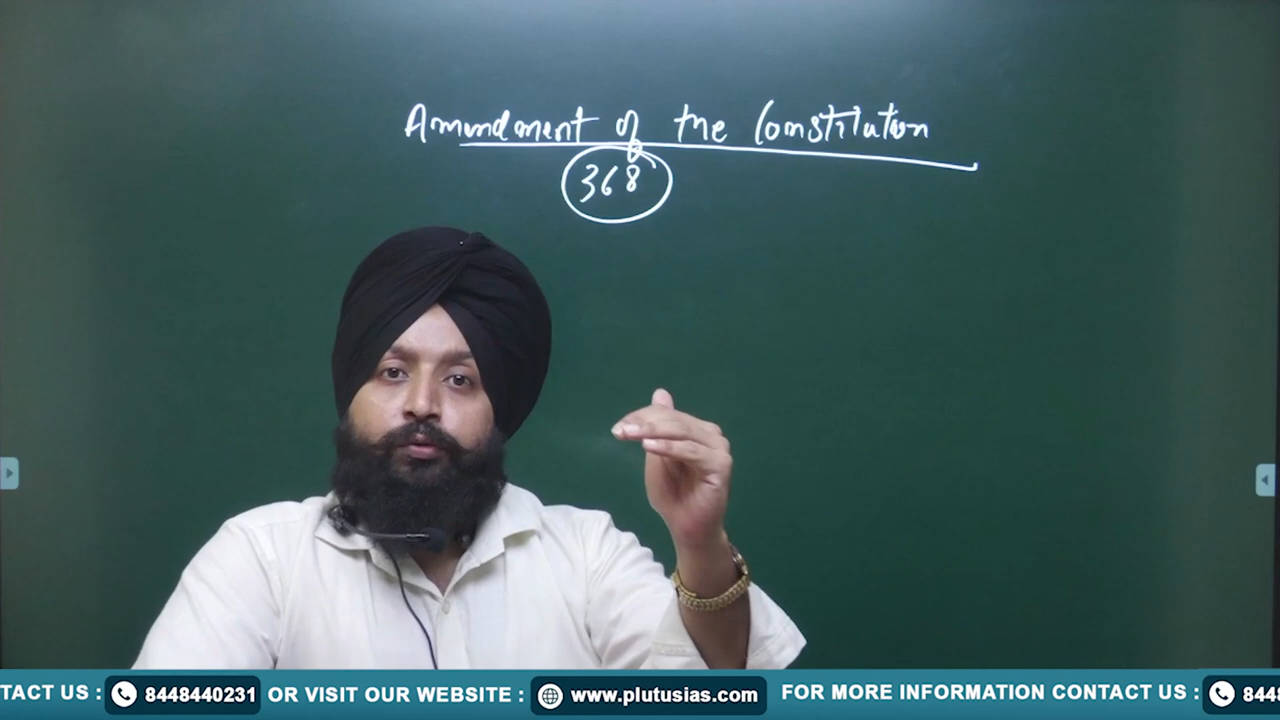 Amendment of the Constitution
368
TACT US : 8448440231 OR VISIT OUR WEBSITE : www.plutusias.com FOR MORE INFORMATION CONTACT US : 8448